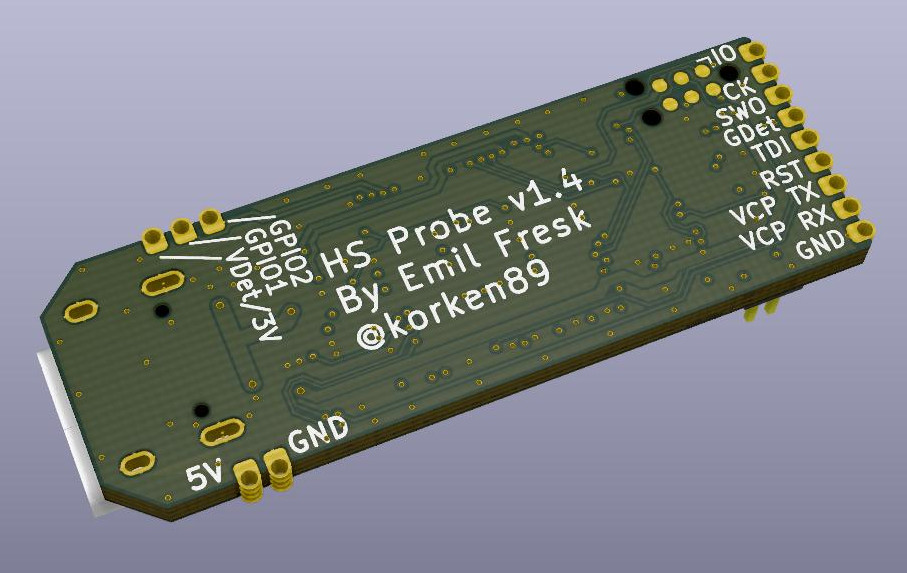 HS Probe v1.4
By Emil Fresk
@korken89
GPIO2
GPIO1
VDet/3V
5V
GND
IO
CK
SWO
GDet
TDI
RST
VCP TX
VCP RX
GND